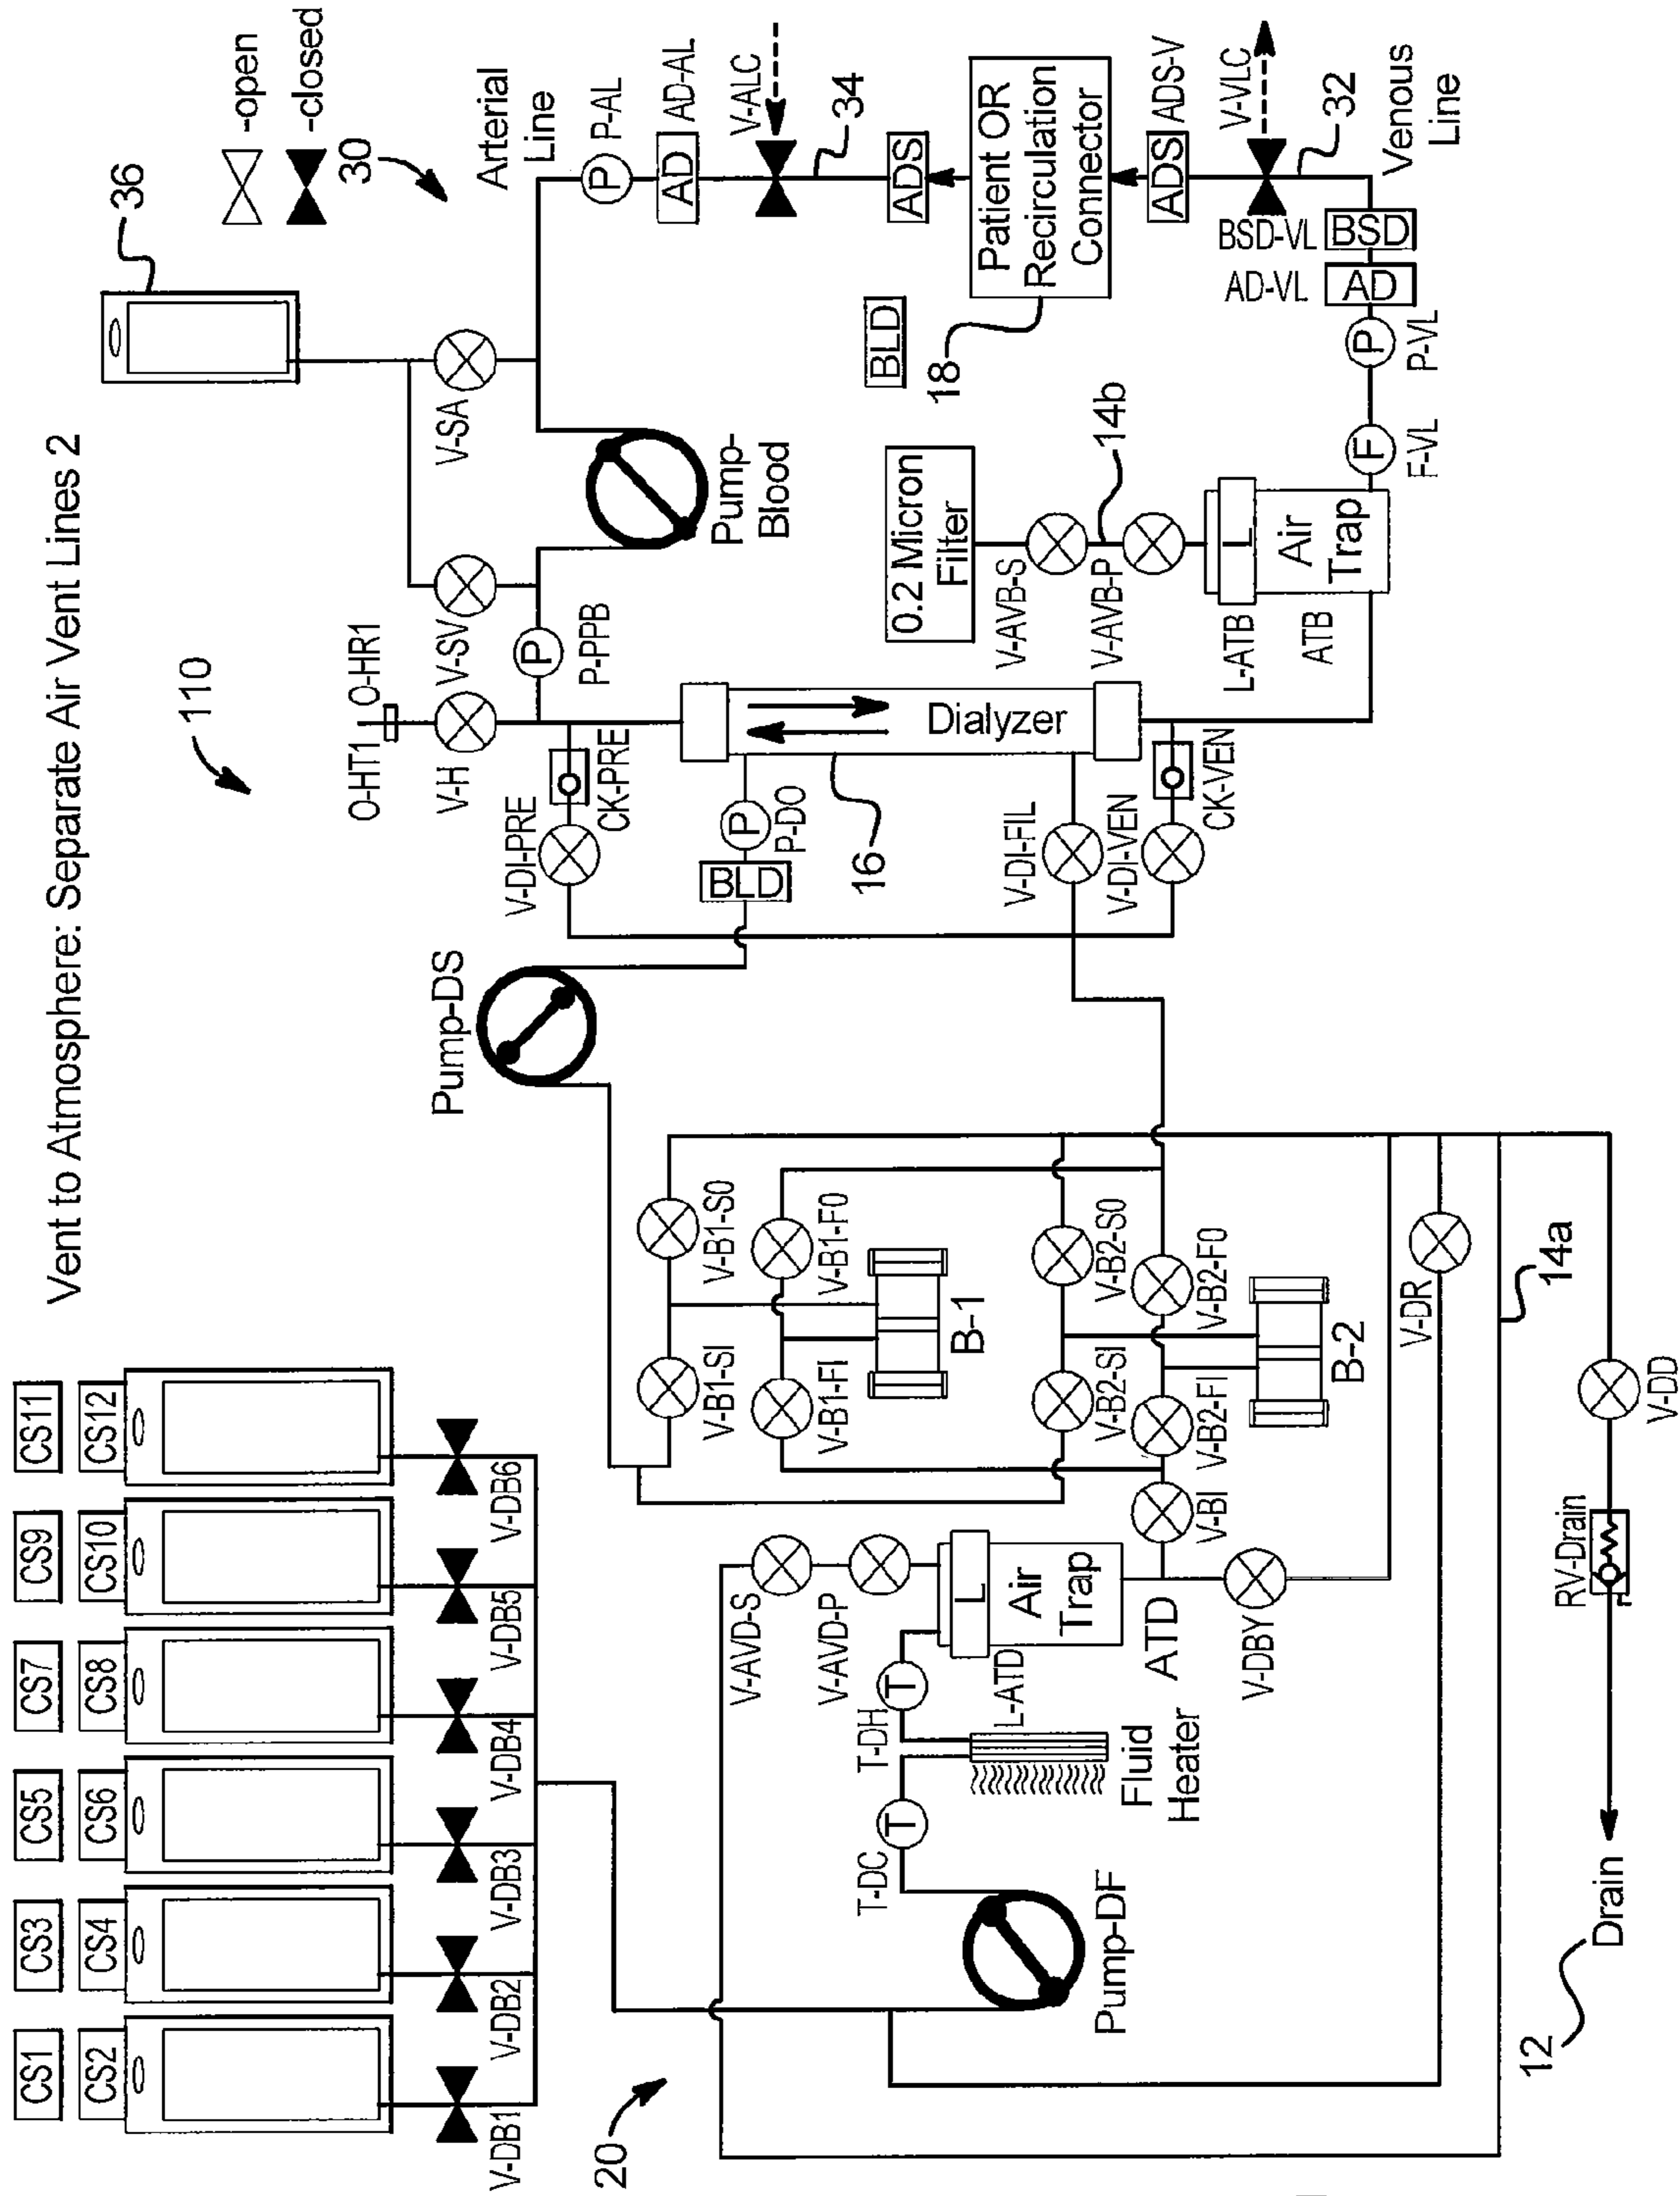 Vent to Atmosphere: Separate Air Vent Lines 2
CS1
CS3
CS5
CS7
CS9
CS11
CS2
CS4
CS6
CS8
CS10
CS12
V-DB1
V-DB2
V-DB3
V-DB4
V-DB5
V-DB6
110
36
-open
-closed
30
O-HT1
O-HR1
V-H
V-SV
V-SA
P
P-PPB
Pump-
Blood
Arterial
Line
P
P-AL
AD
AD-AL
V-ALC
34
ADS
Patient OR
Recirculation
Connector
18
BLD
ADS
ADS-V
V-VLC
32
Venous
Line
BSD-VL
BSD
AD-VL
AD
P
P-VL
F
F-VL
0.2 Micron
Filter
V-AVB-S
14b
V-AVB-P
L-ATB
L
Air
Trap
ATB
V-DI-PRE
CK-PRE
Dialyzer
16
P
P-DO
BLD
V-DI-FIL
V-DI-VEN
CK-VEN
Pump-DS
V-B1-SI
V-B1-S0
V-B1-FI
V-B1-F0
B-1
V-B2-SI
V-B2-S0
V-B2-FI
V-B2-F0
B-2
V-BI
V-AVD-S
V-AVD-P
L
Air
Trap
L-ATD
ATD
V-DBY
T
T-DH
T
T-DC
Fluid
Heater
Pump-DF
20
V-DR
14a
V-DD
RV-Drain
Drain
12